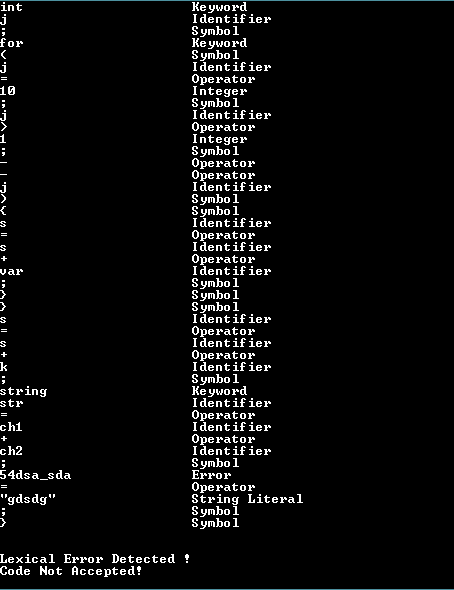 int Keyword
j Identifier
; Symbol
for Keyword
( Symbol
j Identifier
= Operator
10 Integer
; Symbol
j Identifier
> Operator
1 Integer
; Symbol
- Operator
- Operator
j Identifier
) Symbol
{ Symbol
s Identifier
= Operator
s Identifier
+ Operator
var Identifier
; Symbol
} Symbol
} Symbol
s Identifier
= Operator
s Identifier
+ Operator
k Identifier
; Symbol
string Keyword
str Identifier
= Operator
ch1 Identifier
+ Operator
ch2 Identifier
; Symbol
54dsa_sda Error
= Operator
"gdsdg" String Literal
; Symbol
} Symbol
Lexical Error Detected !
Code Not Accepted!